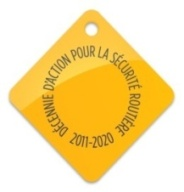 DÉCENNIE D'ACTION POUR LA SÉCURITÉ ROUTIÈRE
2011-2020